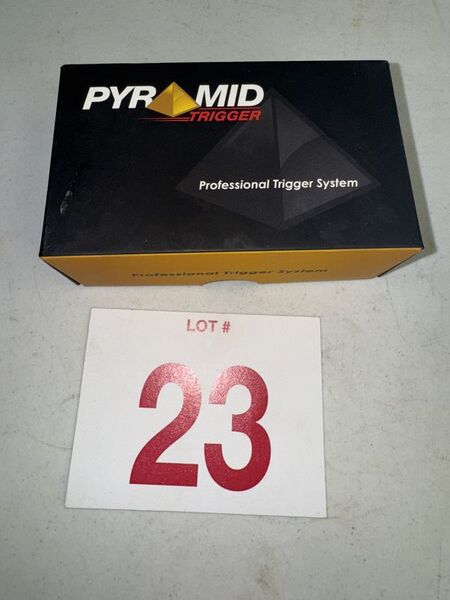 PYRAMID
TRIGGER
Professional Trigger System
Professional Trigger System
LOT #
23